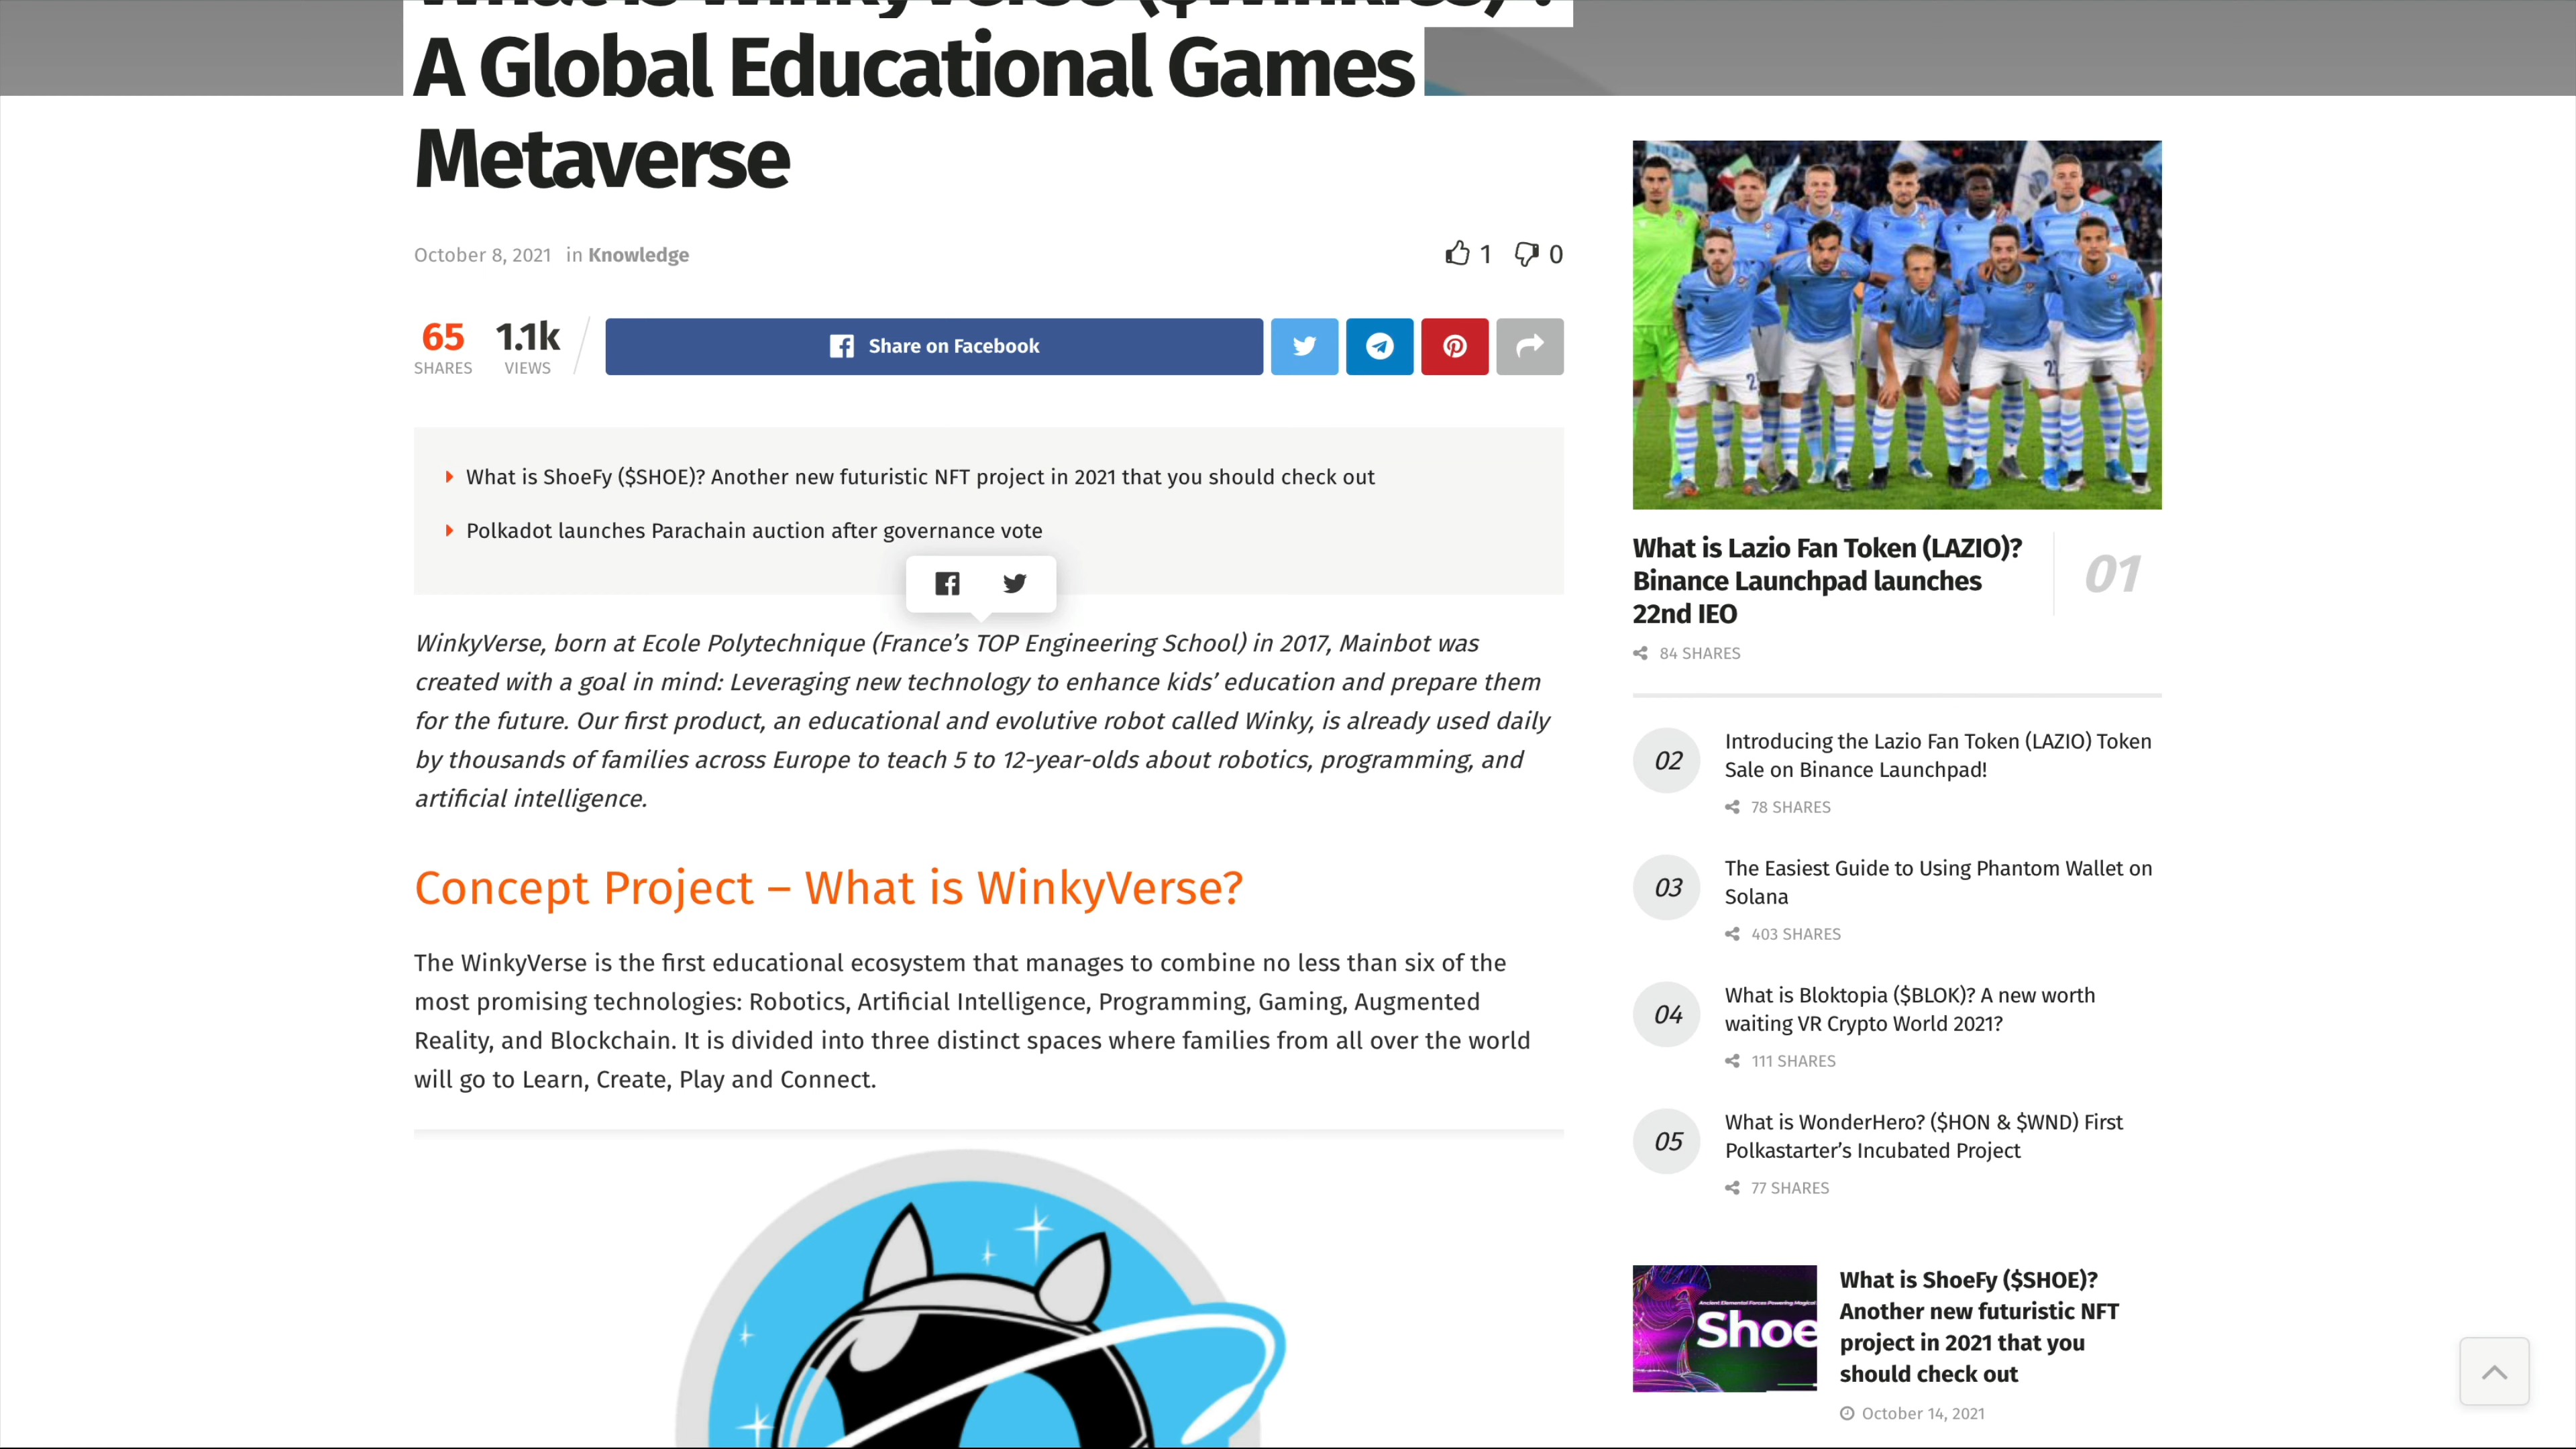 What is WinkyVerse ($Winkies) ?
A Global Educational Games
Metaverse
October 8, 2021 in Knowledge
1 0
65 SHARES
1.1k VIEWS
Share on Facebook
What is ShoeFy ($SHOE)? Another new futuristic NFT project in 2021 that you should check out
Polkadot launches Parachain auction after governance vote
WinkyVerse, born at Ecole Polytechnique (France’s TOP Engineering School) in 2017, Mainbot was
created with a goal in mind: Leveraging new technology to enhance kids’ education and prepare them
for the future. Our first product, an educational and evolutive robot called Winky, is already used daily
by thousands of families across Europe to teach 5 to 12-year-olds about robotics, programming, and
artificial intelligence.
Concept Project – What is WinkyVerse?
The WinkyVerse is the first educational ecosystem that manages to combine no less than six of the
most promising technologies: Robotics, Artificial Intelligence, Programming, Gaming, Augmented
Reality, and Blockchain. It is divided into three distinct spaces where families from all over the world
will go to Learn, Create, Play and Connect.
What is Lazio Fan Token (LAZIO)?
Binance Launchpad launches
22nd IEO
01
84 SHARES
02
Introducing the Lazio Fan Token (LAZIO) Token
Sale on Binance Launchpad!
78 SHARES
03
The Easiest Guide to Using Phantom Wallet on
Solana
403 SHARES
04
What is Bloktopia ($BLOK)? A new worth
waiting VR Crypto World 2021?
111 SHARES
05
What is WonderHero? ($HON & $WND) First
Polkastarter’s Incubated Project
77 SHARES
Ancient Elemental Forces Powering Magical
Shoe
What is ShoeFy ($SHOE)?
Another new futuristic NFT
project in 2021 that you
should check out
October 14, 2021